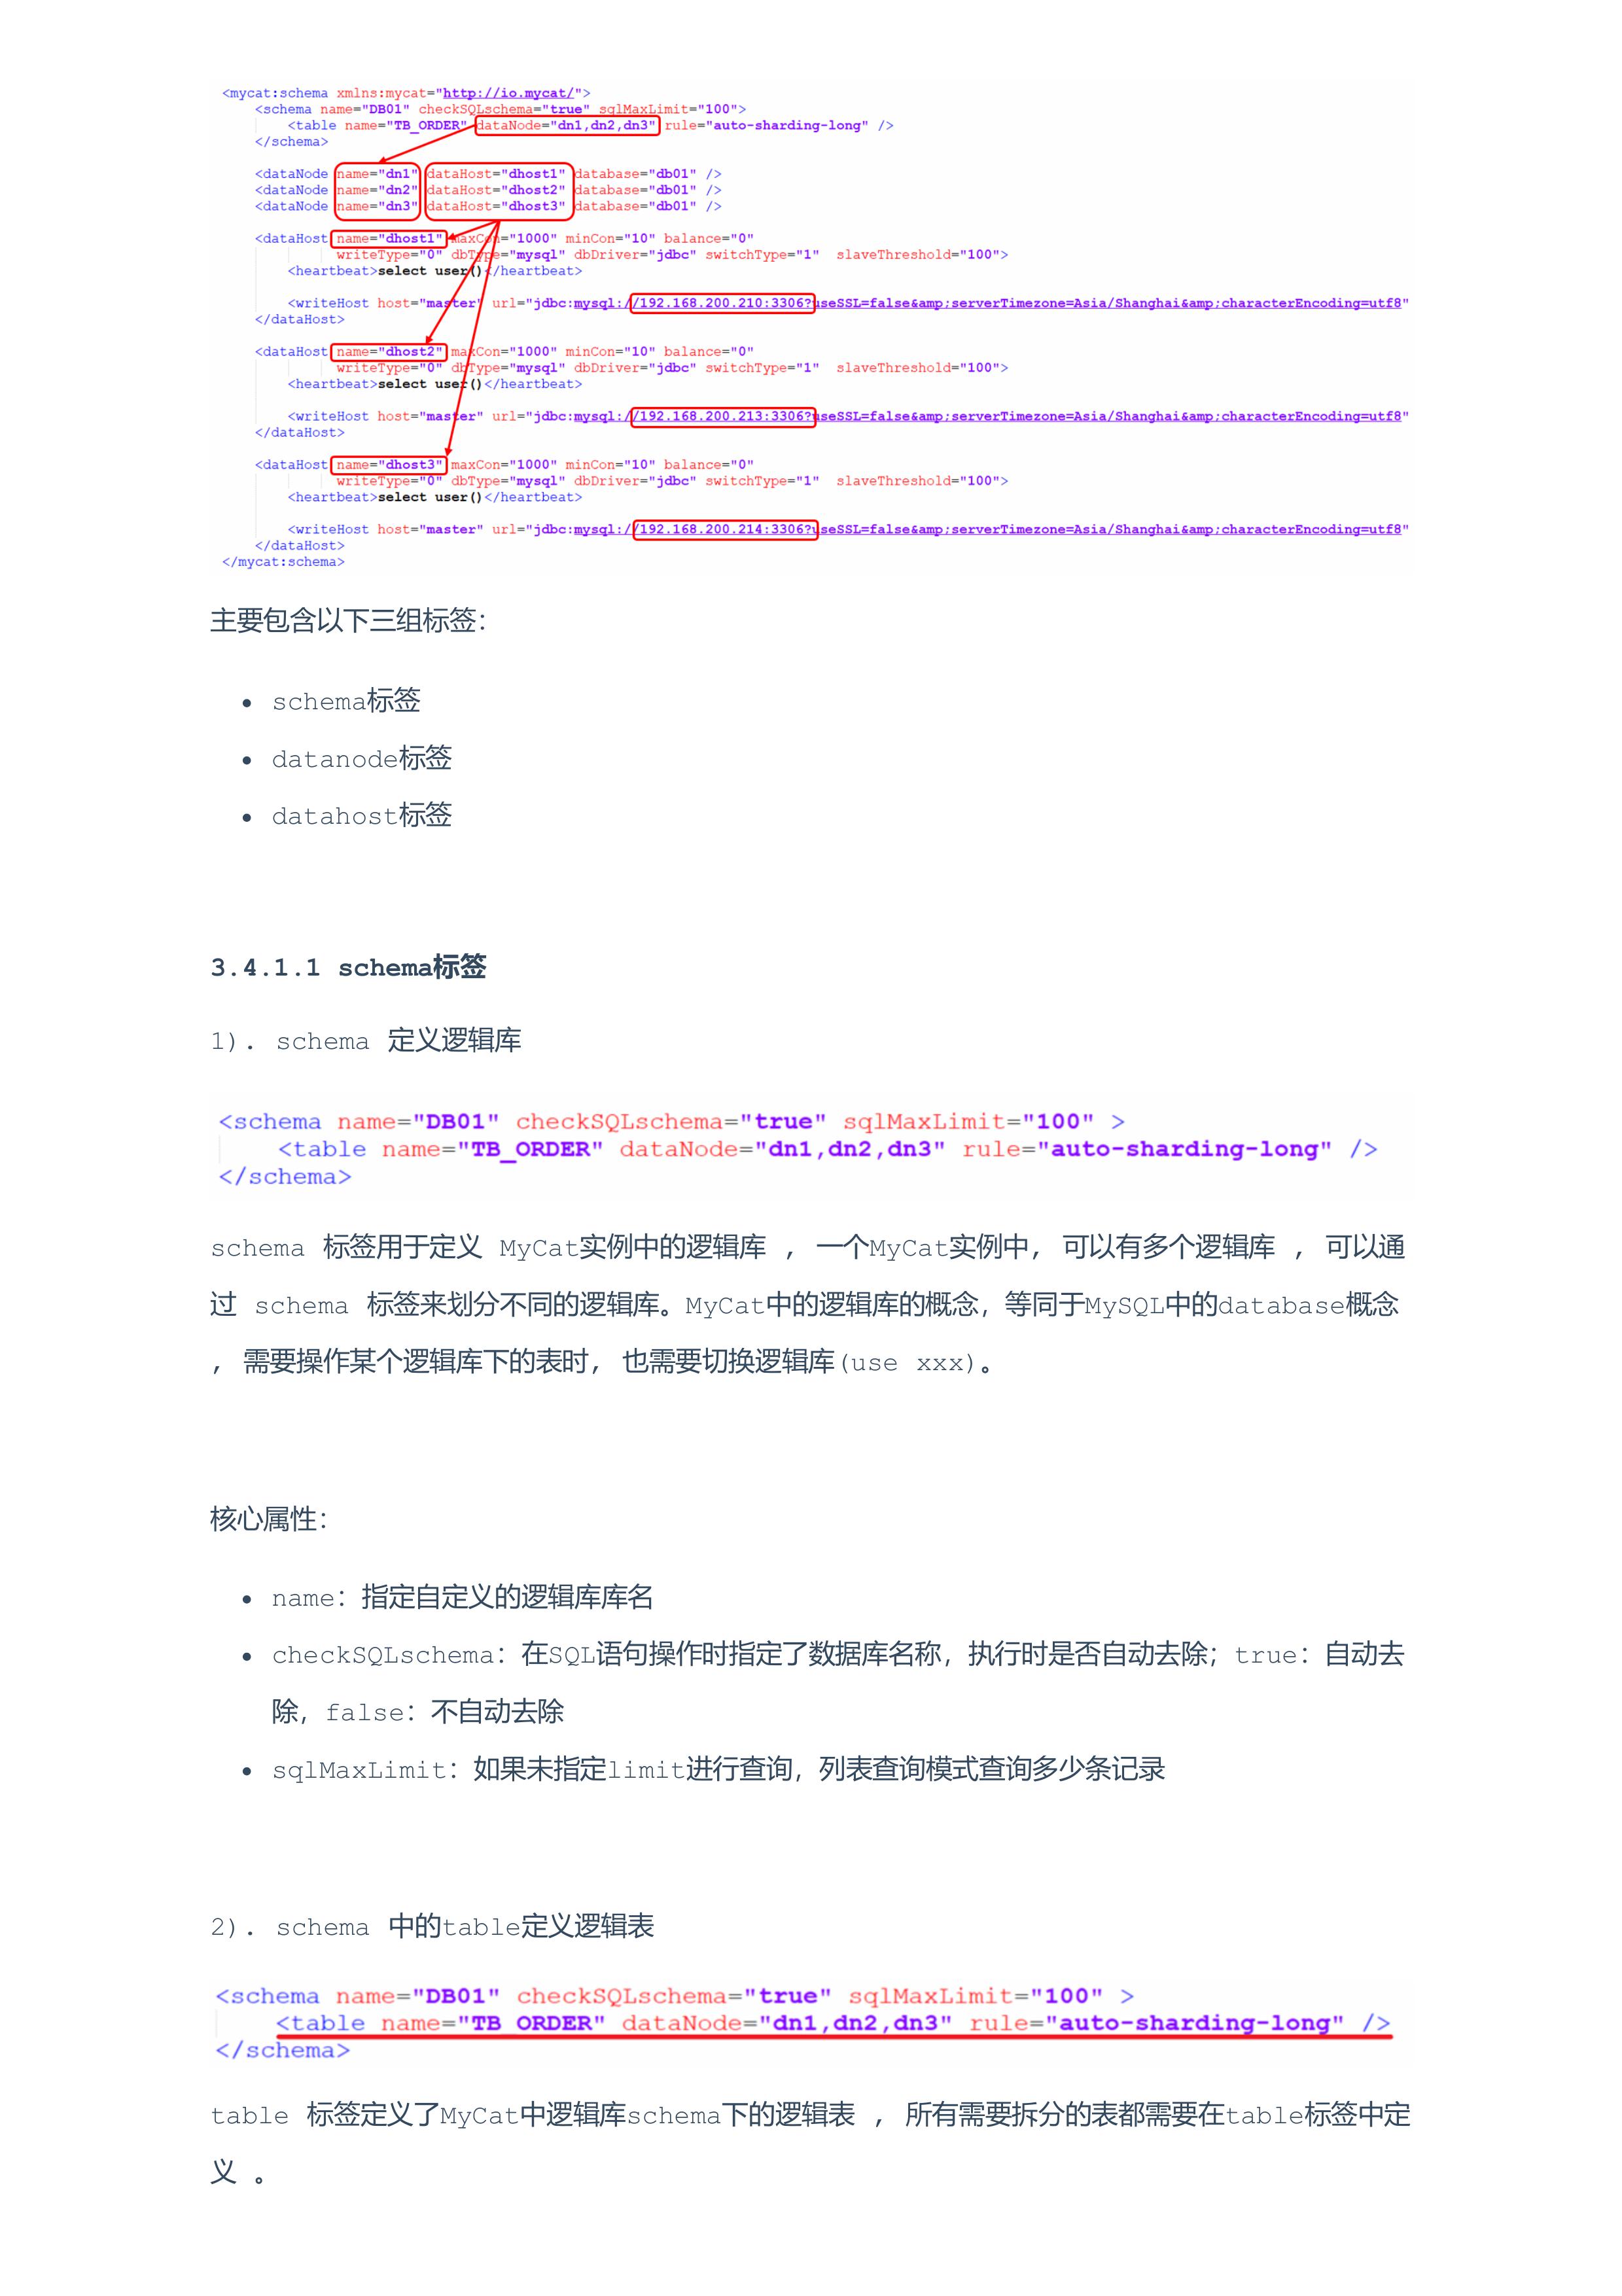 <mycat:schema xmlns:mycat="http://io.mycat/">
<schema name="DB01" checkSQLschema="true" sqlMaxLimit="100">
<table name="TB_ORDER" dataNode="dn1,dn2,dn3" rule="auto-sharding-long" />
</schema>
<dataNode name="dn1" dataHost="dhost1" database="db01" />
<dataNode name="dn2" dataHost="dhost2" database="db01" />
<dataNode name="dn3" dataHost="dhost3" database="db01" />
<dataHost name="dhost1" maxCon="1000" minCon="10" balance="0"
writeType="0" dbType="mysql" dbDriver="jdbc" switchType="1" slaveThreshold="100">
<heartbeat>select user()</heartbeat>
<writeHost host="master" url="jdbc:mysql://192.168.200.210:3306?useSSL=false&amp;serverTimezone=Asia/Shanghai&amp;characterEncoding=utf8"
</dataHost>
<dataHost name="dhost2" maxCon="1000" minCon="10" balance="0"
writeType="0" dbType="mysql" dbDriver="jdbc" switchType="1" slaveThreshold="100">
<heartbeat>select user()</heartbeat>
<writeHost host="master" url="jdbc:mysql://192.168.200.213:3306?useSSL=false&amp;serverTimezone=Asia/Shanghai&amp;characterEncoding=utf8"
</dataHost>
<dataHost name="dhost3" maxCon="1000" minCon="10" balance="0"
writeType="0" dbType="mysql" dbDriver="jdbc" switchType="1" slaveThreshold="100">
<heartbeat>select user()</heartbeat>
<writeHost host="master" url="jdbc:mysql://192.168.200.214:3306?useSSL=false&amp;serverTimezone=Asia/Shanghai&amp;characterEncoding=utf8"
</dataHost>
</mycat:schema>
主要包含以下三组标签：
• schema标签
• datanode标签
• datahost标签
3.4.1.1 schema标签
1). schema 定义逻辑库
<schema name="DB01" checkSQLschema="true" sqlMaxLimit="100" >
<table name="TB_ORDER" dataNode="dn1,dn2,dn3" rule="auto-sharding-long" />
</schema>
schema 标签用于定义 MyCat实例中的逻辑库 ， 一个MyCat实例中， 可以有多个逻辑库 ， 可以通
过 schema 标签来划分不同的逻辑库。MyCat中的逻辑库的概念，等同于MySQL中的database概念
， 需要操作某个逻辑库下的表时， 也需要切换逻辑库(use xxx)。
核心属性：
• name：指定自定义的逻辑库库名
• checkSQLschema：在SQL语句操作时指定了数据库名称，执行时是否自动去除；true：自动去
除，false：不自动去除
• sqlMaxLimit：如果未指定limit进行查询，列表查询模式查询多少条记录
2). schema 中的table定义逻辑表
<schema name="DB01" checkSQLschema="true" sqlMaxLimit="100" >
<table name="TB_ORDER" dataNode="dn1,dn2,dn3" rule="auto-sharding-long" />
</schema>
table 标签定义了MyCat中逻辑库schema下的逻辑表 ， 所有需要拆分的表都需要在table标签中定
义 。